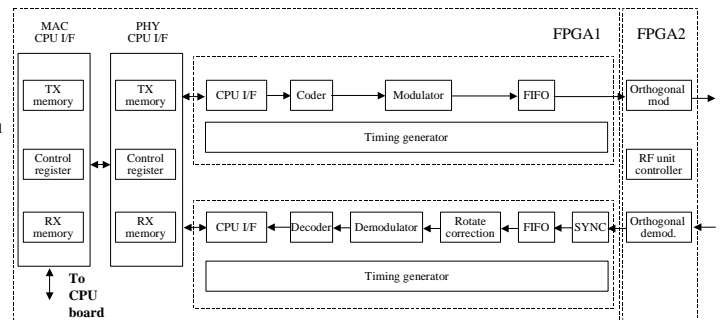 MAC
CPU I/F
PHY
CPU I/F
FPGA1
FPGA2
TX
memory
Control
register
RX
memory
To
CPU
board
TX
memory
Control
register
RX
memory
CPU I/F
Coder
Modulator
FIFO
Timing generator
Orthogonal
mod
RF unit
controller
Orthogonal
demod.
CPU I/F
Decoder
Demodulator
Rotate
correction
FIFO
SYNC
Timing generator